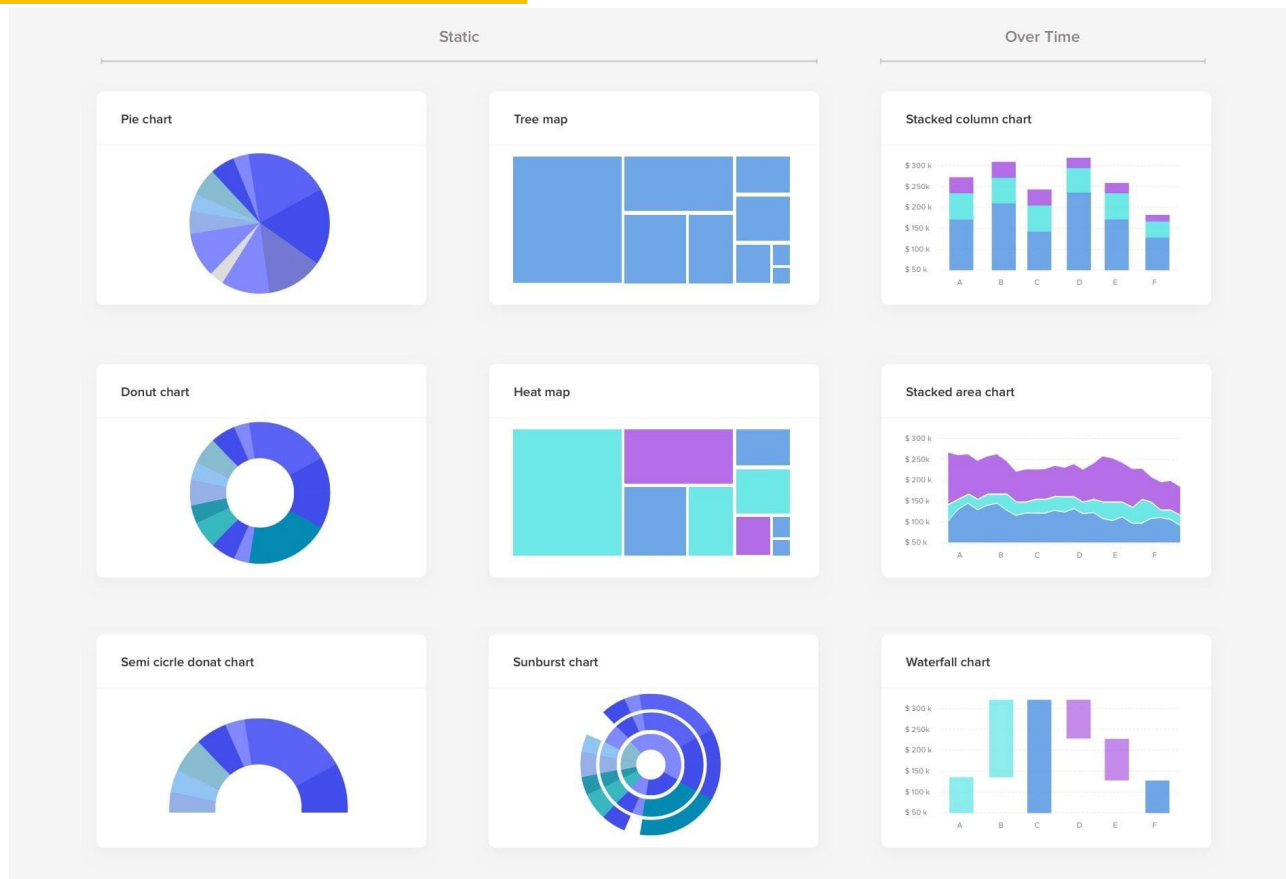 Static
Over Time
Pie chart
Tree map
Stacked column chart
$ 300 k
$ 250k
$ 200 k
$ 150 k
$ 100 k
$ 50 k
A B C D E F
Donut chart
Heat map
Stacked area chart
$ 300 k
$ 250k
$ 200 k
$ 150 k
$ 100 k
$ 50 k
A B C D E F
Semi cicrle donat chart
Sunburst chart
Waterfall chart
$ 300 k
$ 250k
$ 200 k
$ 150 k
$ 100 k
$ 50 k
A B C D E F